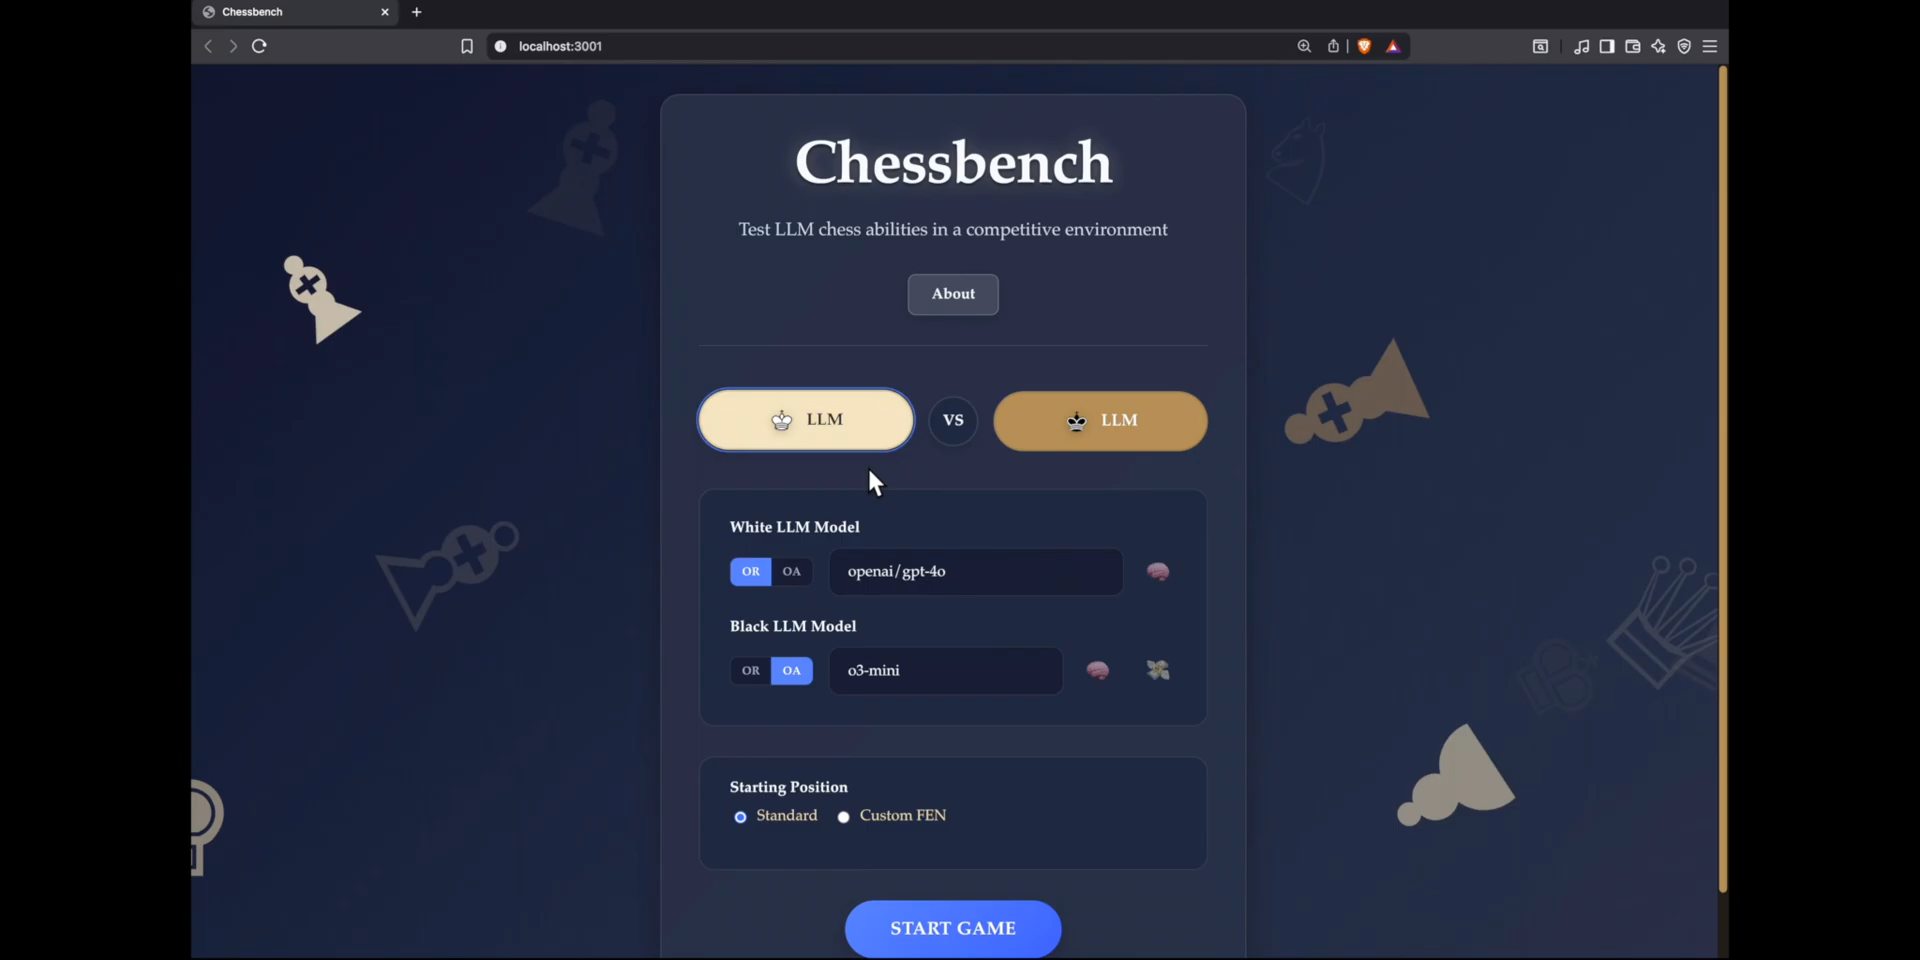 Chessbench
localhost:3001
Chessbench
Test LLM chess abilities in a competitive environment
About
LLM
VS
LLM
White LLM Model
OR OA openai/gpt-4o
Black LLM Model
OR OA o3-mini
Starting Position
Standard Custom FEN
START GAME